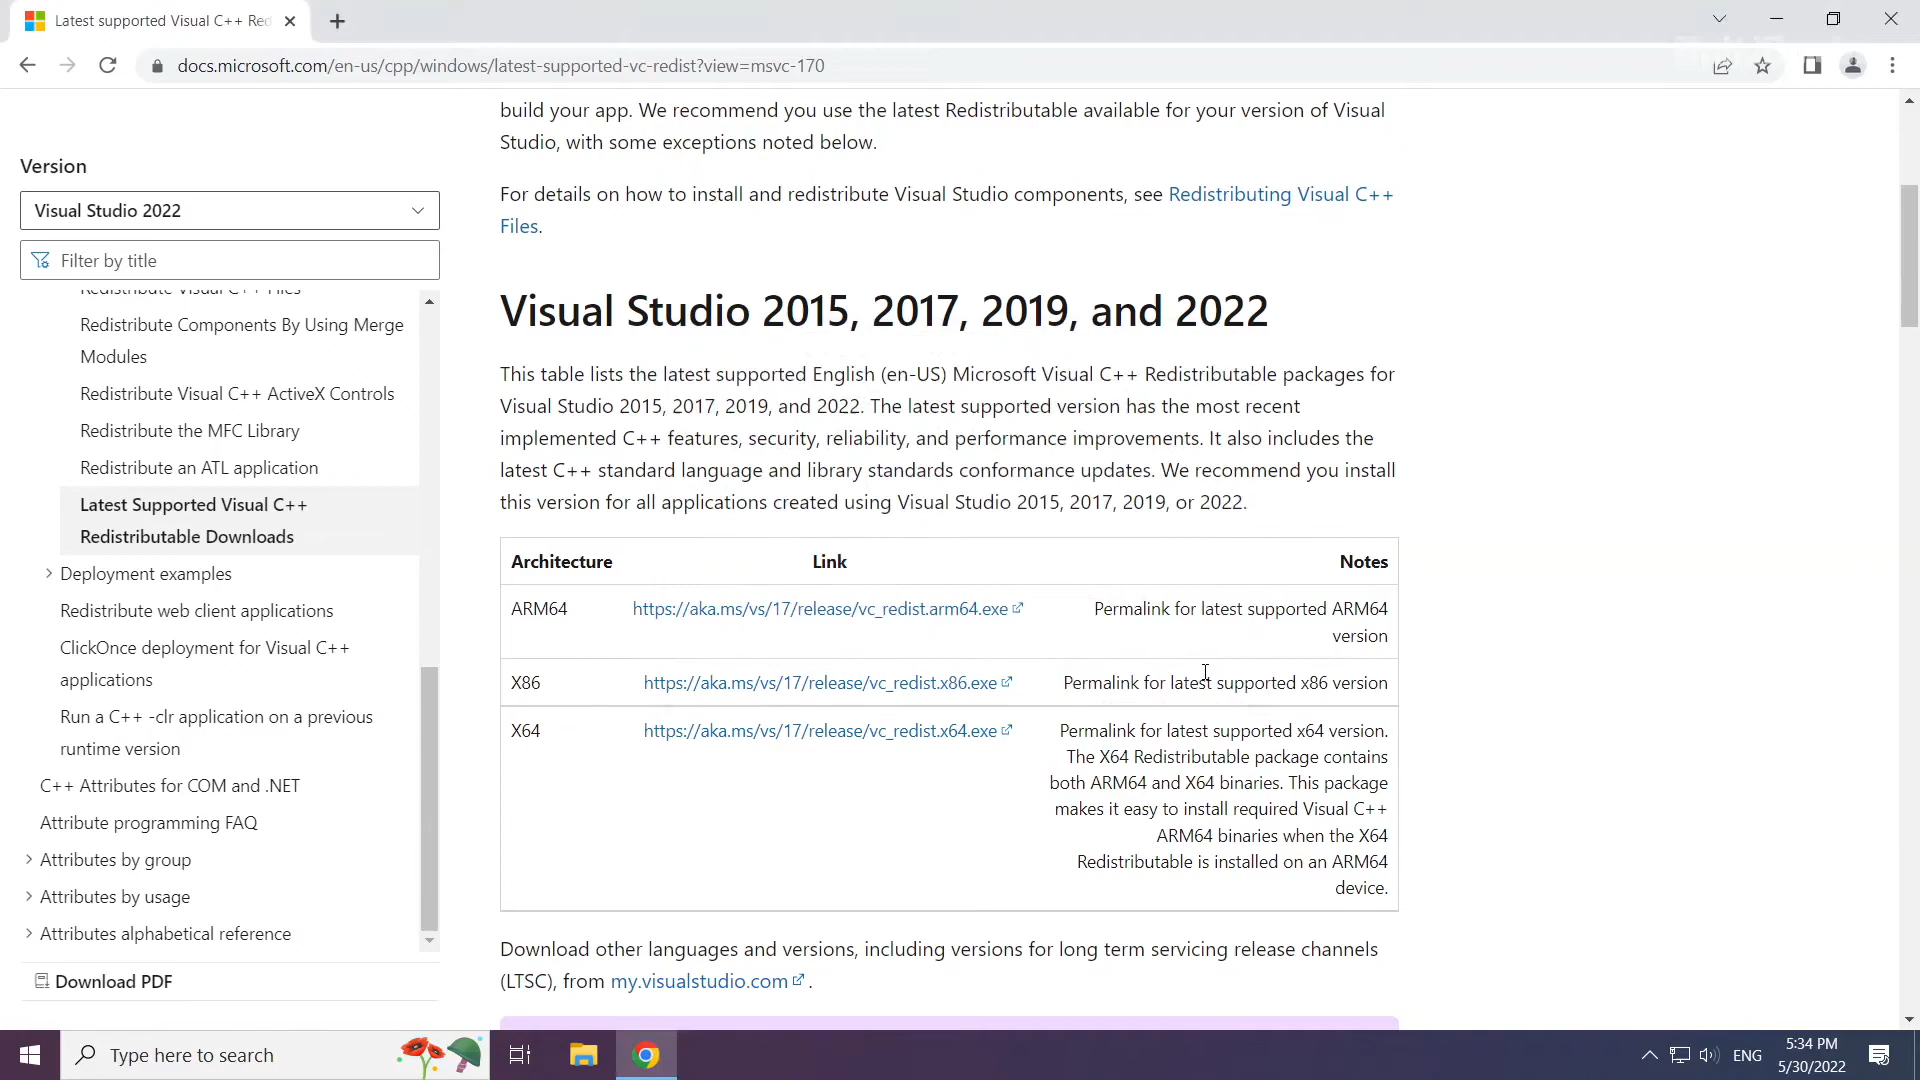 Latest supported Visual C++ Red
docs.microsoft.com/en-us/cpp/windows/latest-supported-vc-redist?view=msvc-170
Version
Visual Studio 2022
Filter by title
Redistribute Visual C++ Files
Redistribute Components By Using Merge
Modules
Redistribute Visual C++ ActiveX Controls
Redistribute the MFC Library
Redistribute an ATL application
Latest Supported Visual C++
Redistributable Downloads
Deployment examples
Redistribute web client applications
ClickOnce deployment for Visual C++
applications
Run a C++ -clr application on a previous
runtime version
C++ Attributes for COM and .NET
Attribute programming FAQ
Attributes by group
Attributes by usage
Attributes alphabetical reference
Download PDF
build your app. We recommend you use the latest Redistributable available for your version of Visual
Studio, with some exceptions noted below.
For details on how to install and redistribute Visual Studio components, see Redistributing Visual C++
Files.
Visual Studio 2015, 2017, 2019, and 2022
This table lists the latest supported English (en-US) Microsoft Visual C++ Redistributable packages for
Visual Studio 2015, 2017, 2019, and 2022. The latest supported version has the most recent
implemented C++ features, security, reliability, and performance improvements. It also includes the
latest C++ standard language and library standards conformance updates. We recommend you install
this version for all applications created using Visual Studio 2015, 2017, 2019, or 2022.
Architecture Link Notes
ARM64 https://aka.ms/vs/17/release/vc_redist.arm64.exe Permalink for latest supported ARM64
version
X86 https://aka.ms/vs/17/release/vc_redist.x86.exe Permalink for latest supported x86 version
X64 https://aka.ms/vs/17/release/vc_redist.x64.exe Permalink for latest supported x64 version.
The X64 Redistributable package contains
both ARM64 and X64 binaries. This package
makes it easy to install required Visual C++
ARM64 binaries when the X64
Redistributable is installed on an ARM64
device.
Download other languages and versions, including versions for long term servicing release channels
(LTSC), from my.visualstudio.com .
Type here to search
ENG
5:34 PM
5/30/2022